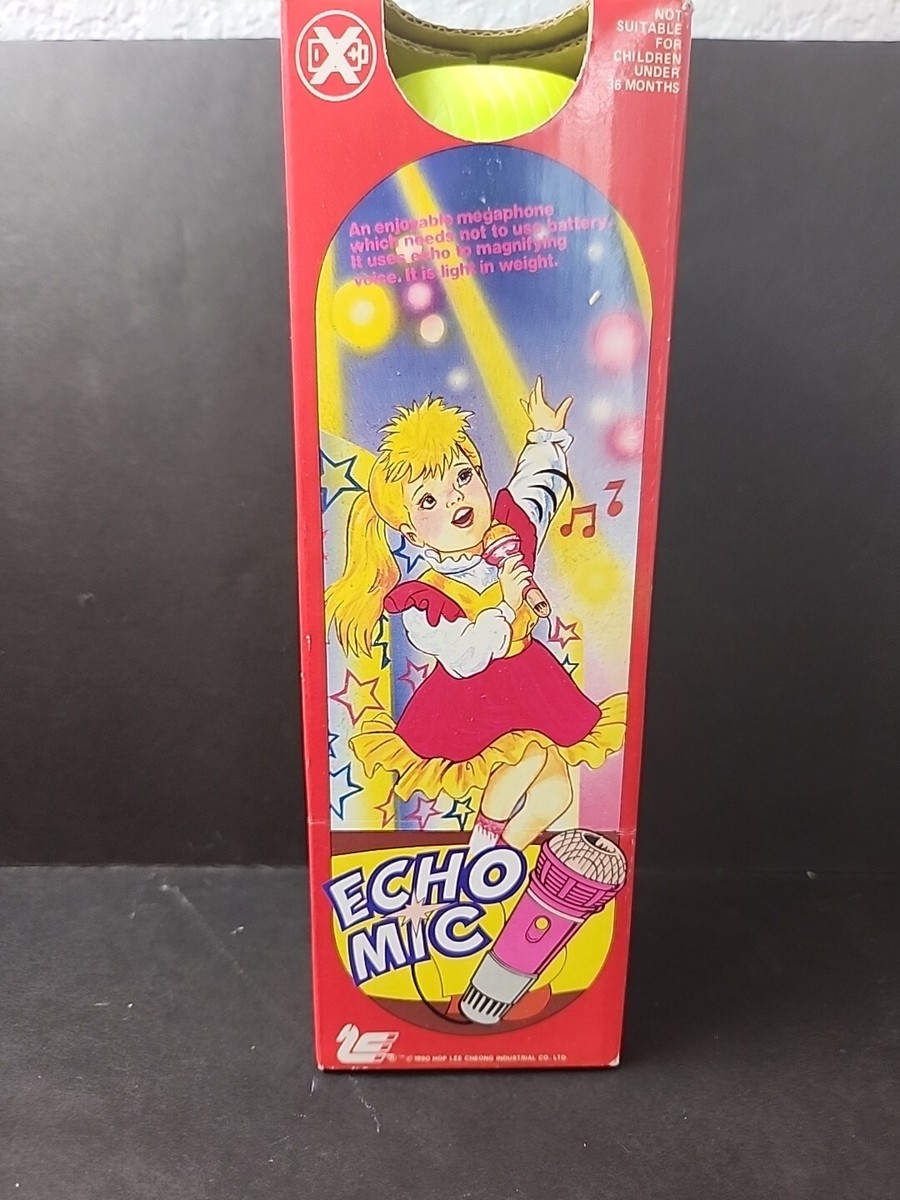 NOT
SUITABLE
FOR
CHILDREN
UNDER
36 MONTHS
An enjoyable megaphone
which needs not to use battery.
It uses echo to magnifying
voice. It is light in weight.
ECHO
MIC
® ™ © 1990 HOP LEE CHEONG INDUSTRIAL CO. LTD.